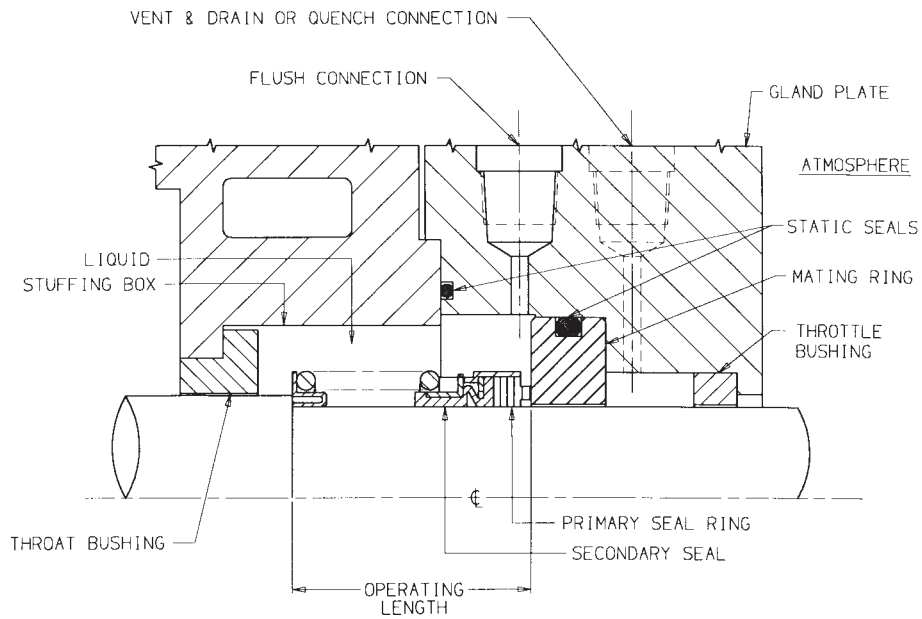 VENT & DRAIN OR QUENCH CONNECTION
FLUSH CONNECTION
GLAND PLATE
ATMOSPHERE
STATIC SEALS
LIQUID
STUFFING BOX
MATING RING
THROTTLE
BUSHING
℄
THROAT BUSHING
PRIMARY SEAL RING
SECONDARY SEAL
OPERATING
LENGTH